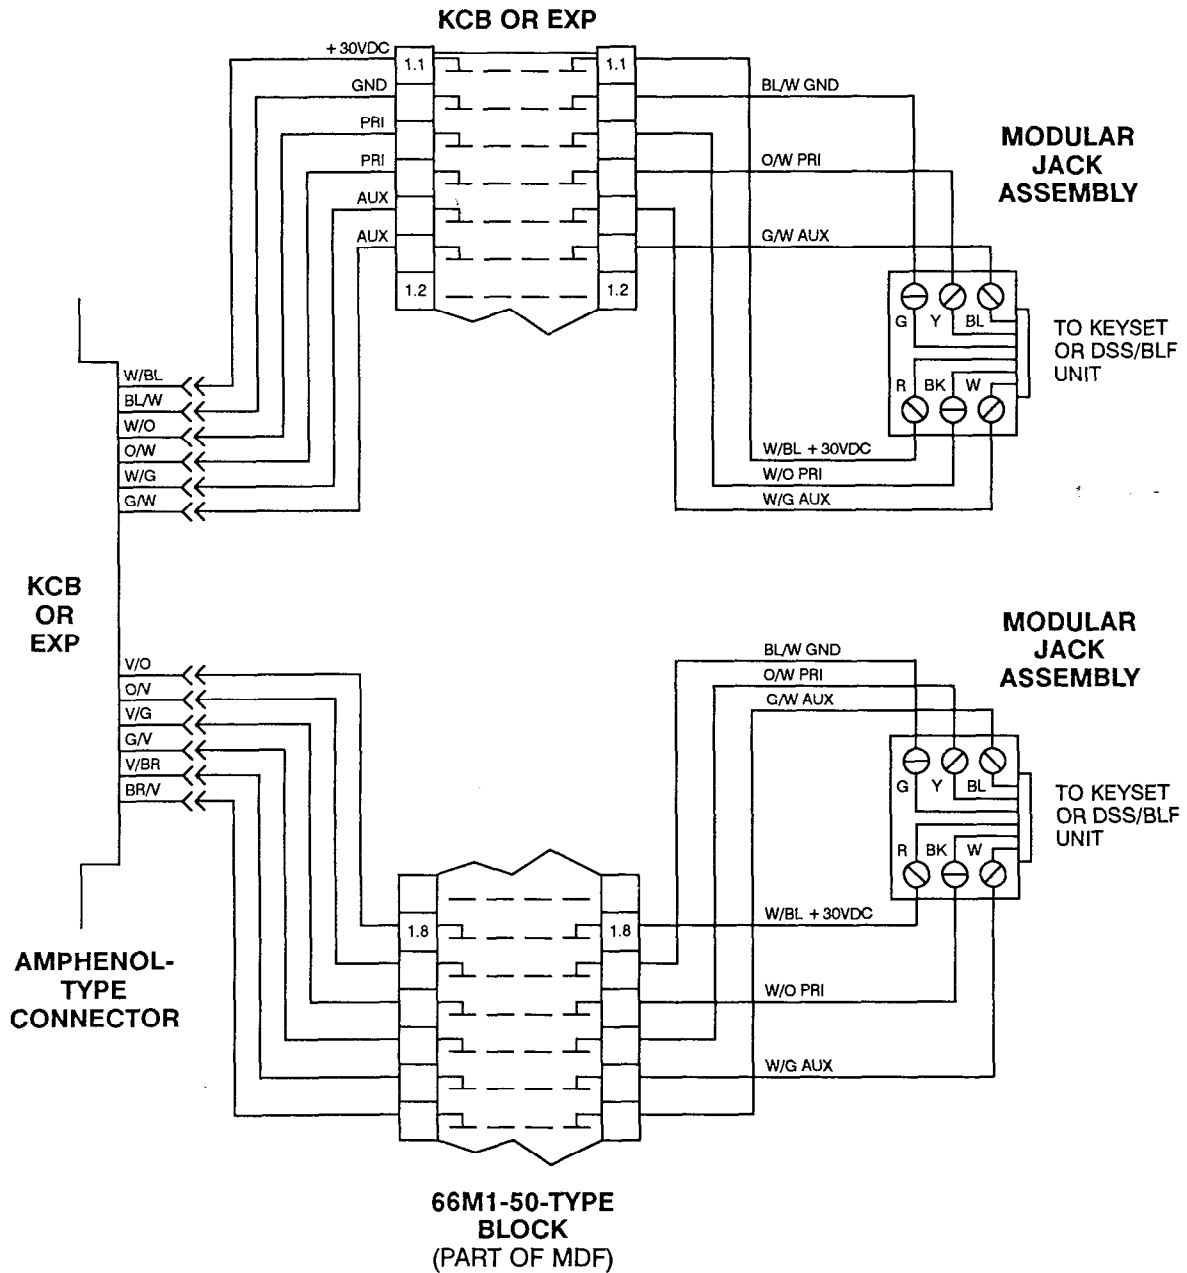 KCB OR EXP
+ 30VDC
GND
PRI
PRI
AUX
AUX
1.1
1.2
1.1
1.2
BL/W GND
O/W PRI
G/W AUX
MODULAR
JACK
ASSEMBLY
G Y BL
R BK W
TO KEYSET
OR DSS/BLF
UNIT
W/BL + 30VDC
W/O PRI
W/G AUX
W/BL
BL/W
W/O
O/W
W/G
G/W
KCB
OR
EXP
V/O
O/V
V/G
G/V
V/BR
BR/V
AMPHENOL-
TYPE
CONNECTOR
BL/W GND
O/W PRI
G/W AUX
MODULAR
JACK
ASSEMBLY
G Y BL
R BK W
TO KEYSET
OR DSS/BLF
UNIT
1.8
1.8
W/BL + 30VDC
W/O PRI
W/G AUX
66M1-50-TYPE
BLOCK
(PART OF MDF)